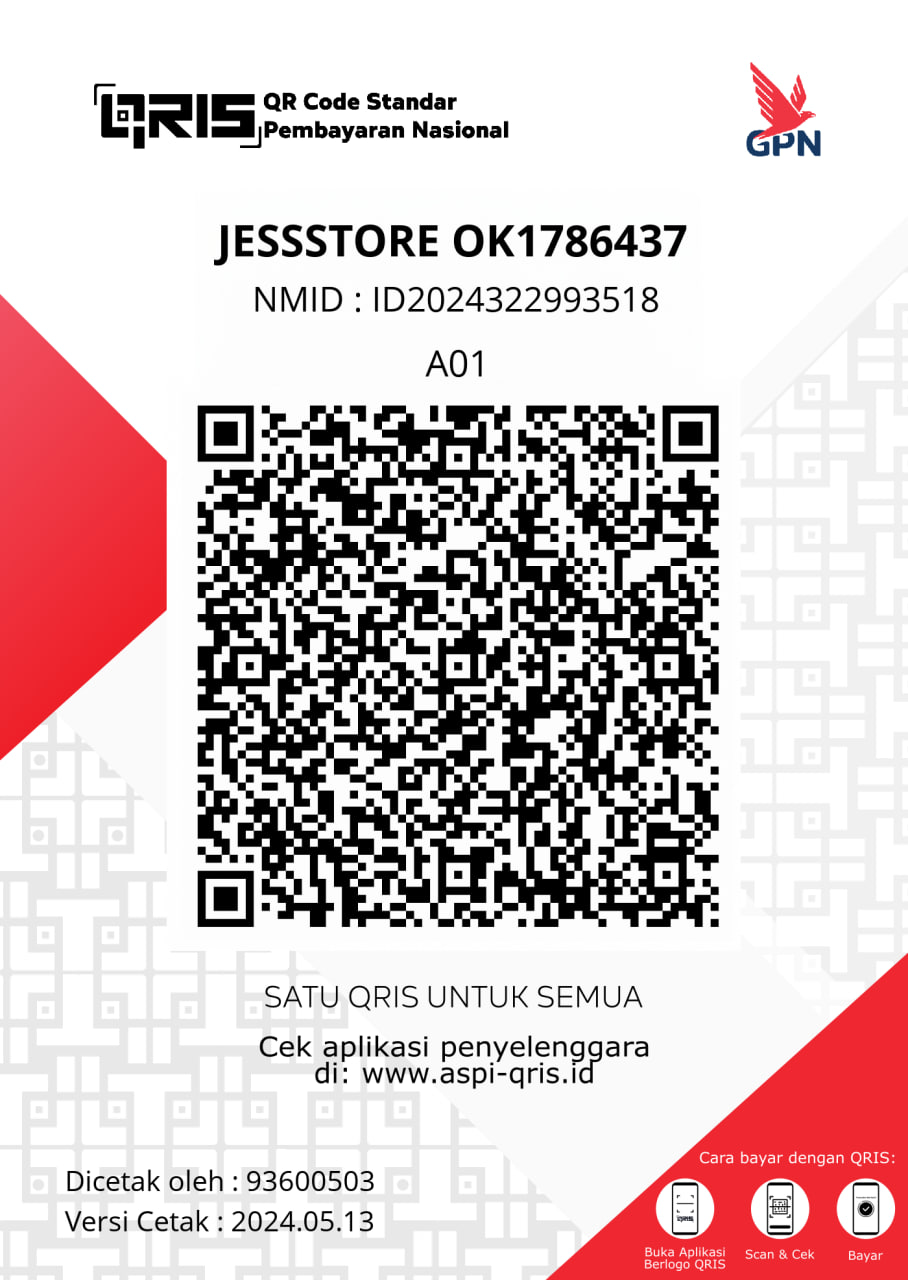 QRIS QR Code Standar
Pembayaran Nasional
GPN
JESSSTORE OK1786437
NMID : ID2024322993518
A01
SATU QRIS UNTUK SEMUA
Cek aplikasi penyelenggara
di: www.aspi-qris.id
Dicetak oleh : 93600503
Versi Cetak : 2024.05.13
Cara bayar dengan QRIS:
Buka Aplikasi
Berlogo QRIS
Scan & Cek
Bayar